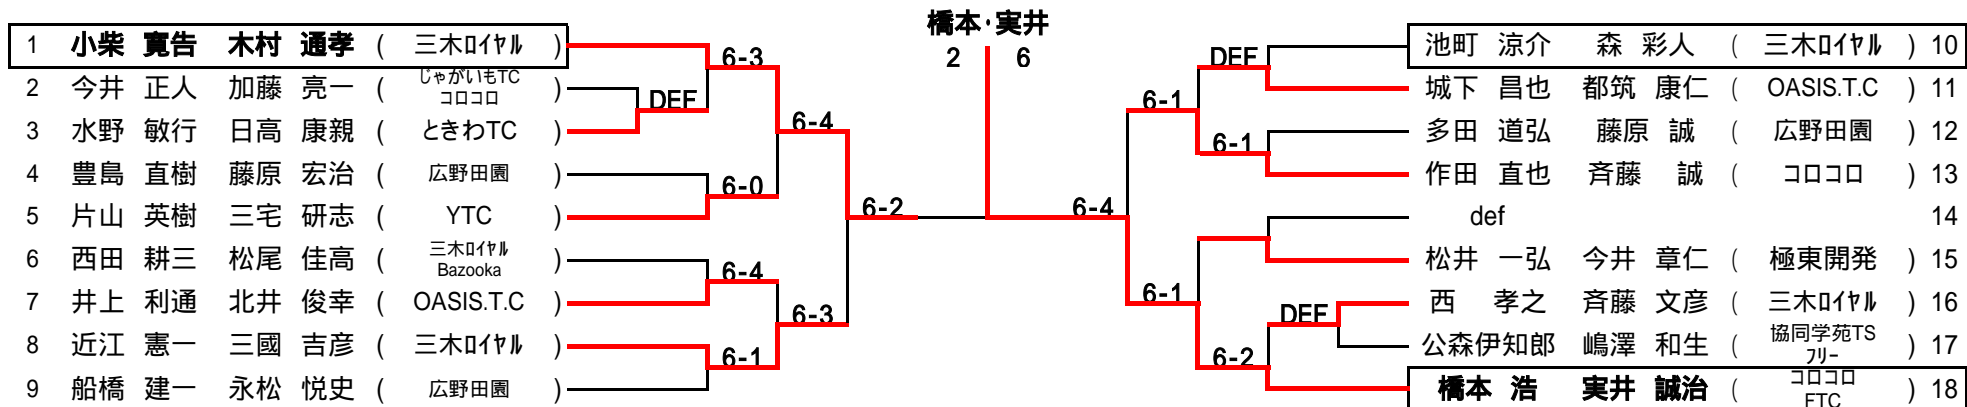 橋本・実井
2 6
1 小柴 寛告 木村 通孝 ( 三木ロイヤル )
2 今井 正人 加藤 亮一 ( じゃがいもTC コロコロ )
3 水野 敏行 日高 康親 ( ときわTC )
4 豊島 直樹 藤原 宏治 ( 広野田園 )
5 片山 英樹 三宅 研志 ( YTC )
6 西田 耕三 松尾 佳高 ( 三木ロイヤル Bazooka )
7 井上 利通 北井 俊幸 ( OASIS.T.C )
8 近江 憲一 三國 吉彦 ( 三木ロイヤル )
9 船橋 建一 永松 悦史 ( 広野田園 )
6-3
DEF
6-4
6-0
6-2
6-4
6-3
6-1
DEF
6-1
6-1
6-4
6-1
DEF
6-2
池町 涼介 森 彩人 ( 三木ロイヤル ) 10
城下 昌也 都筑 康仁 ( OASIS.T.C ) 11
多田 道弘 藤原 誠 ( 広野田園 ) 12
作田 直也 斉藤 誠 ( コロコロ ) 13
def 14
松井 一弘 今井 章仁 ( 極東開発 ) 15
西 孝之 斉藤 文彦 ( 三木ロイヤル ) 16
公森伊知郎 嶋澤 和生 ( 協同学苑TS フリー ) 17
橋本 浩 実井 誠治 ( コロコロ FTC ) 18